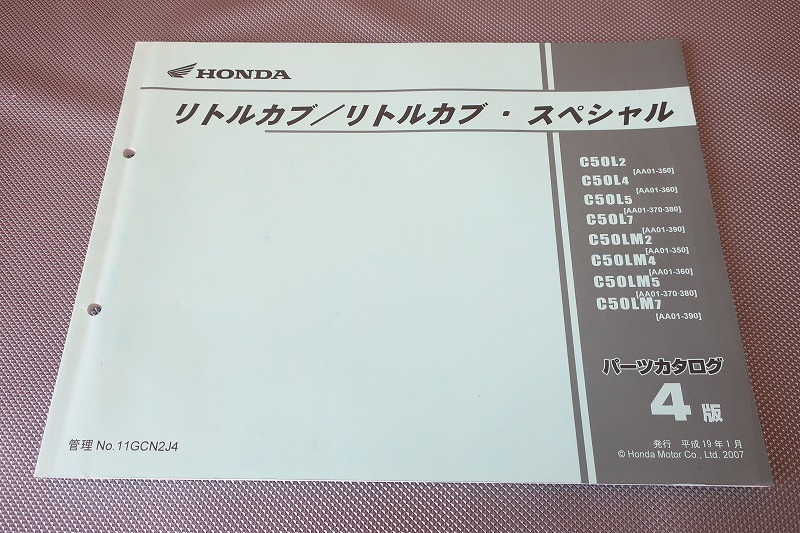 HONDA
リトルカブ／リトルカブ・スペシャル
C50L2
[AA01-350]
C50L4
[AA01-360]
C50L5
[AA01-370·380]
C50L7
[AA01-390]
C50LM2
[AA01-350]
C50LM4
[AA01-360]
C50LM5
[AA01-370·380]
C50LM7
[AA01-390]
パーツカタログ
4版
管理 No.11GCN2J4
発行 平成19年1月
© Honda Motor Co., Ltd. 2007